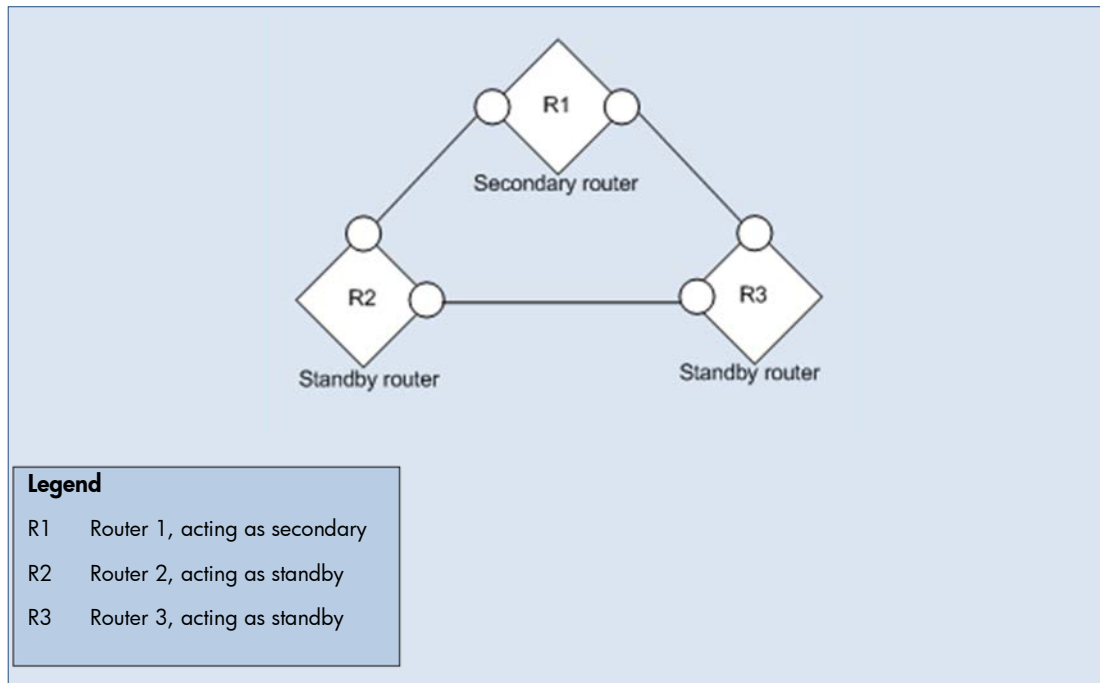 R1
Secondary router
R2
R3
Standby router
Standby router
Legend
R1 Router 1, acting as secondary
R2 Router 2, acting as standby
R3 Router 3, acting as standby